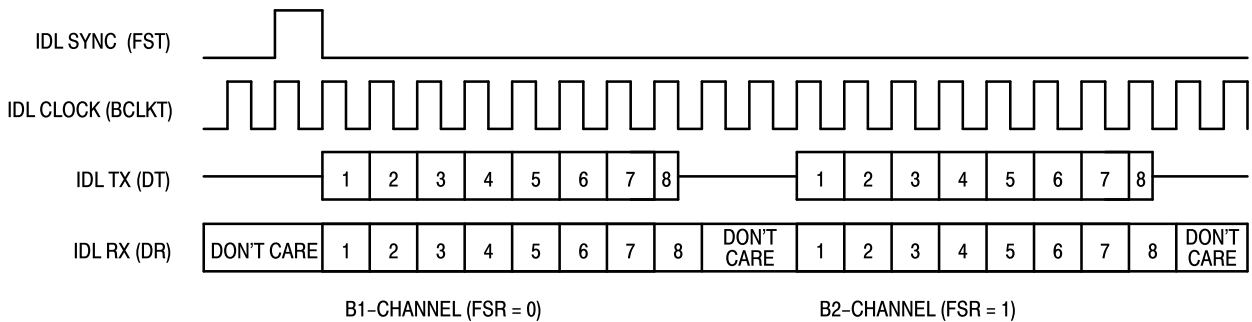 IDL SYNC (FST)
IDL CLOCK (BCLKT)
IDL TX (DT)
1 2 3 4 5 6 7 8 1 2 3 4 5 6 7 8
IDL RX (DR)
DON'T CARE 1 2 3 4 5 6 7 8 DON'T CARE 1 2 3 4 5 6 7 8 DON'T CARE
B1–CHANNEL (FSR = 0) B2–CHANNEL (FSR = 1)